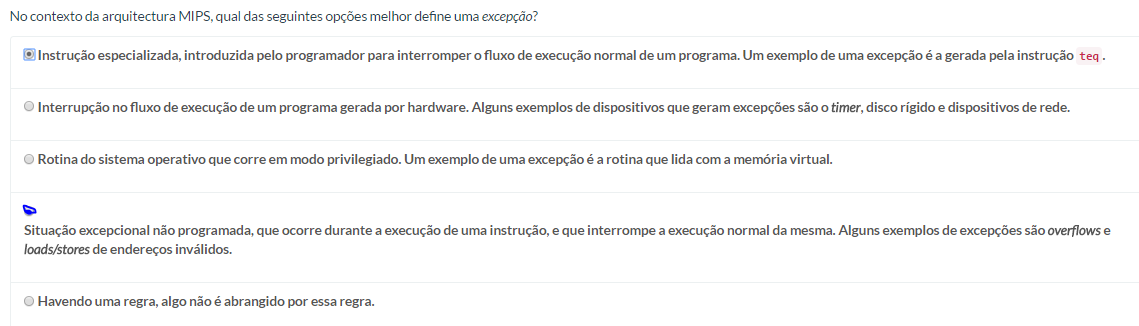 No contexto da arquitectura MIPS, qual das seguintes opções melhor define uma excepção?
Instrução especializada, introduzida pelo programador para interromper o fluxo de execução normal de um programa. Um exemplo de uma excepção é a gerada pela instrução teq .
Interrupção no fluxo de execução de um programa gerada por hardware. Alguns exemplos de dispositivos que geram excepções são o timer, disco rígido e dispositivos de rede.
Rotina do sistema operativo que corre em modo privilegiado. Um exemplo de uma excepção é a rotina que lida com a memória virtual.
Situação excepcional não programada, que ocorre durante a execução de uma instrução, e que interrompe a execução normal da mesma. Alguns exemplos de excepções são overflows e
loads/stores de endereços inválidos.
Havendo uma regra, algo não é abrangido por essa regra.